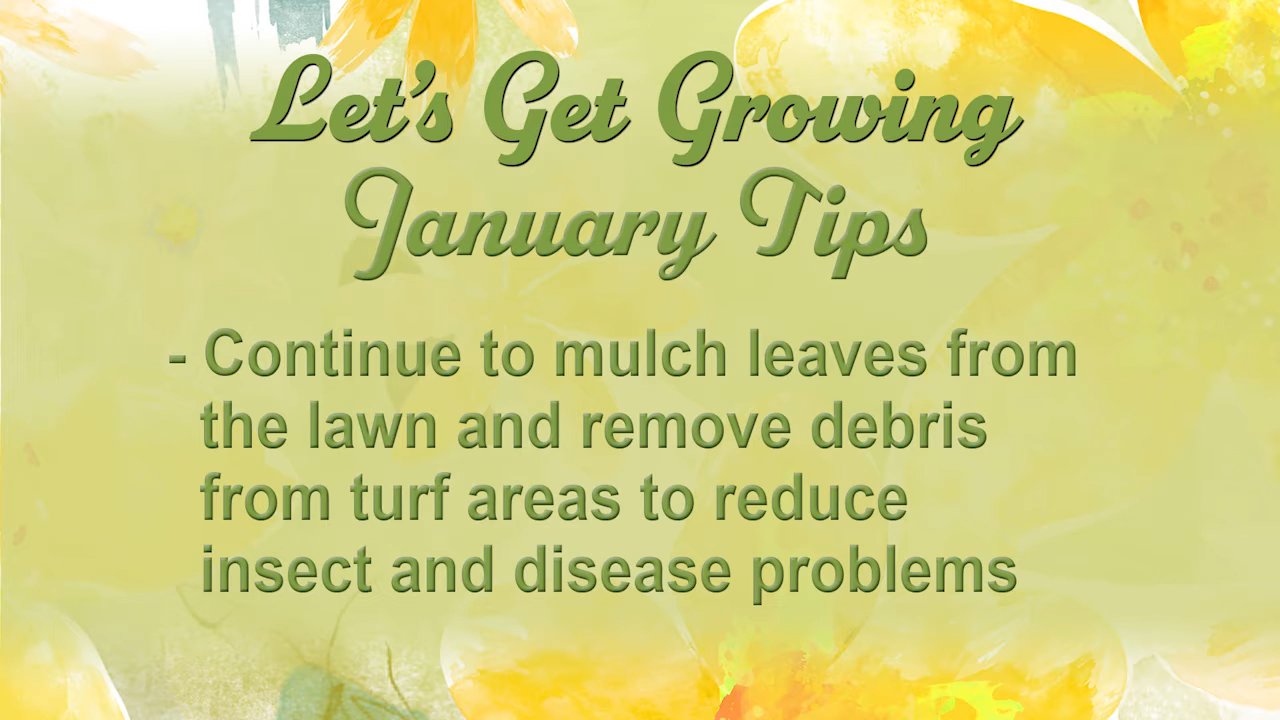 Let's Get Growing
January Tips
- Continue to mulch leaves from
the lawn and remove debris
from turf areas to reduce
insect and disease problems